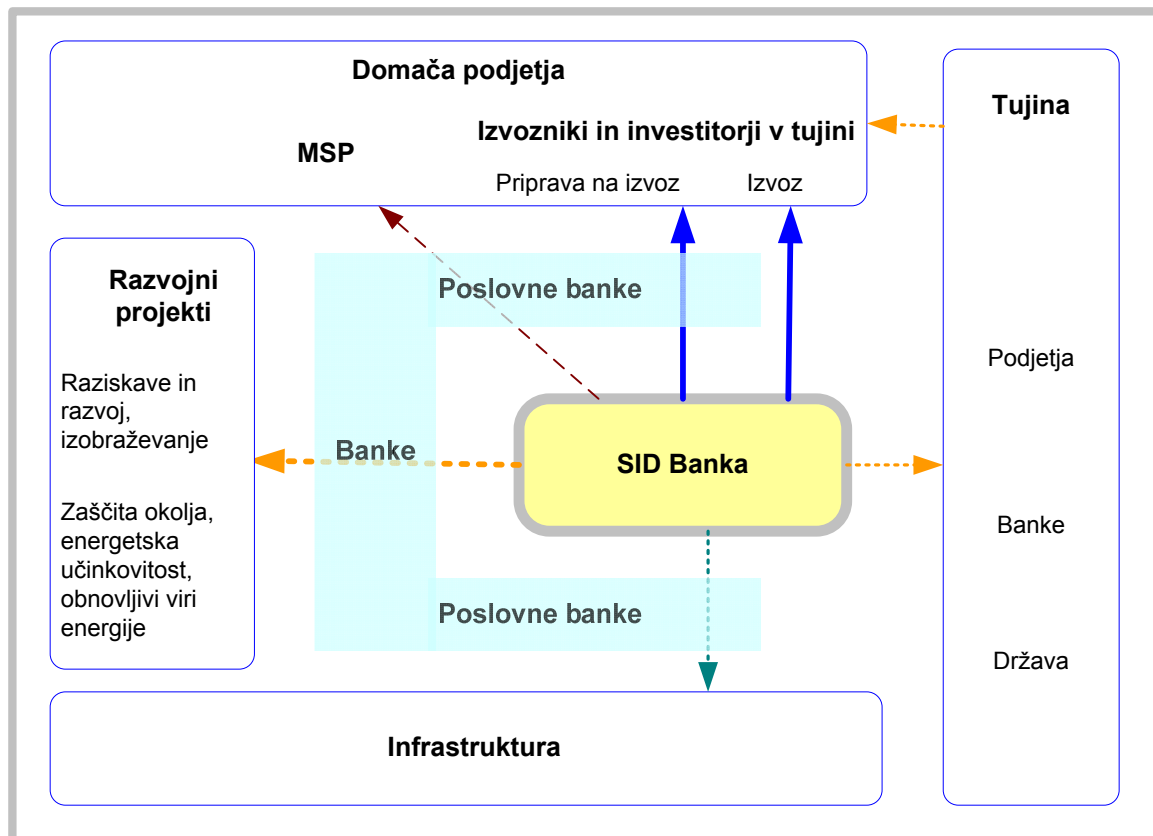 Domača podjetja
Izvozniki in investitorji v tujini
MSP
Priprava na izvoz
Izvoz
Tujina
Podjetja
Banke
Država
Razvojni
projekti
Raziskave in
razvoj,
izobraževanje
Zaščita okolja,
energetska
učinkovitost,
obnovljivi viri
energije
Poslovne banke
Banke
SID Banka
Poslovne banke
Infrastruktura